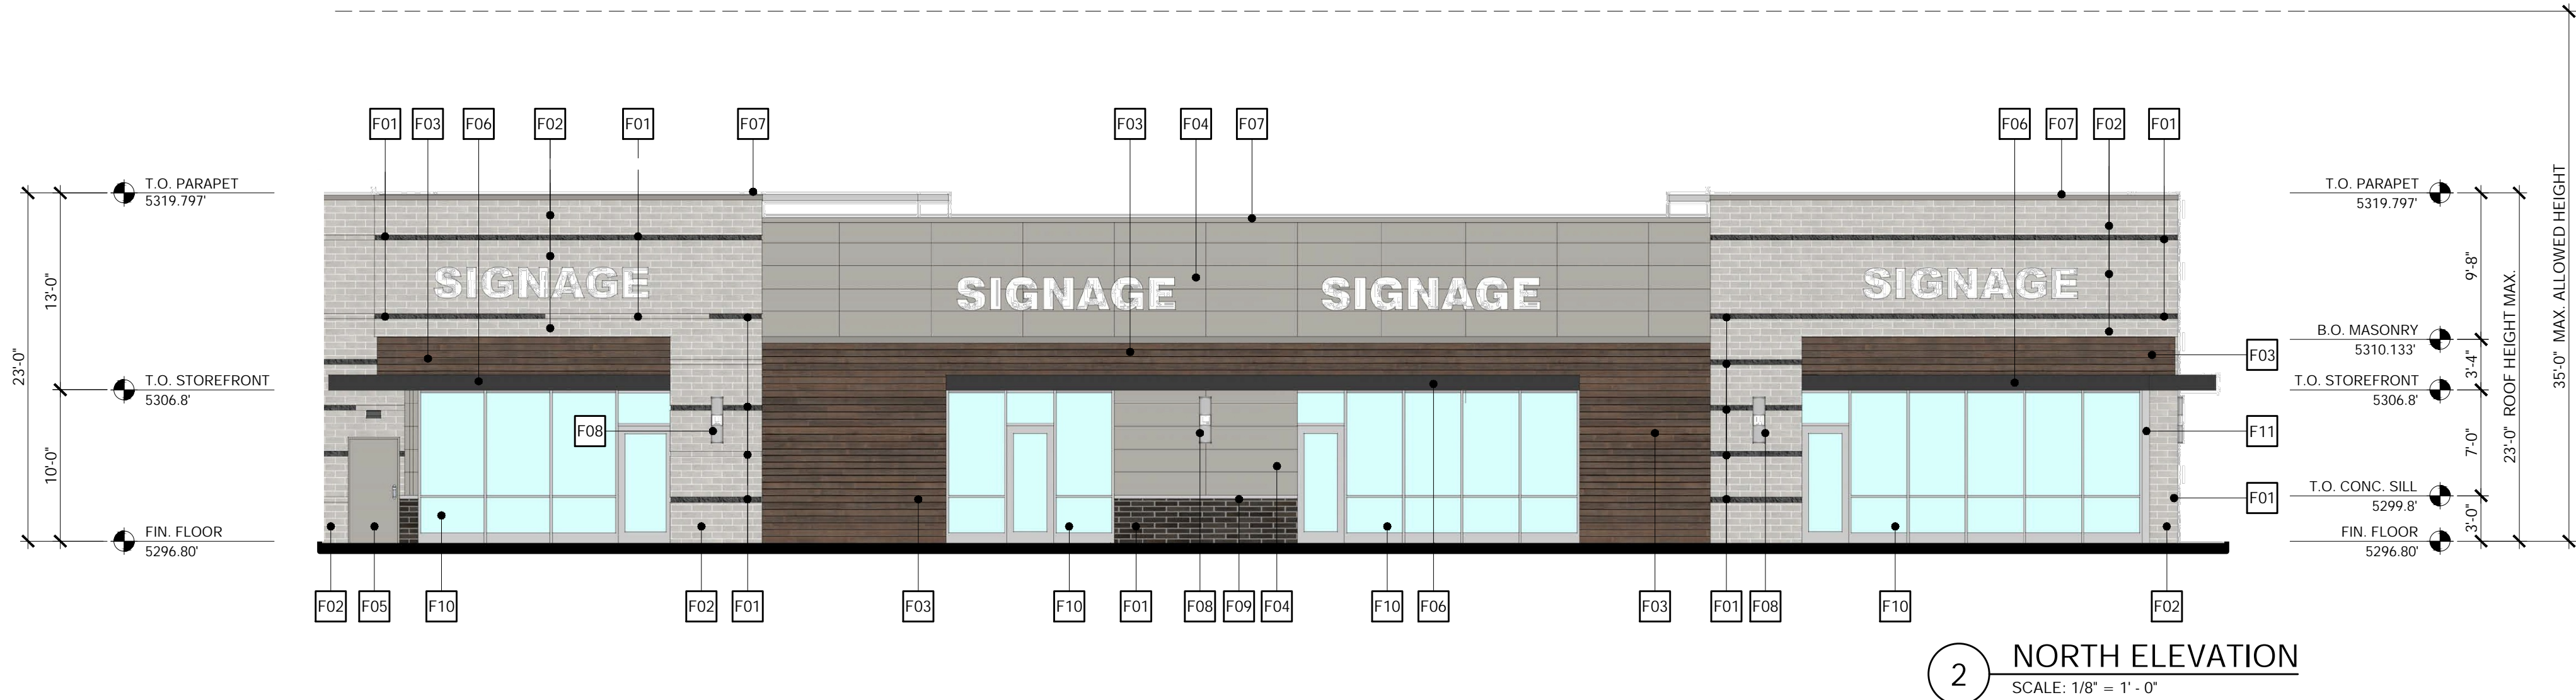 F01 F03 F06 F02 F01 F07 F03 F04 F07 F06 F07 F02 F01
T.O. PARAPET
5319.797'
T.O. PARAPET
5319.797'
35'-0" MAX. ALLOWED HEIGHT
23'-0"
13'-0"
9'-8"
23'-0" ROOF HEIGHT MAX.
SIGNAGE
SIGNAGE
SIGNAGE
SIGNAGE
B.O. MASONRY
5310.133'
F03
3'-4"
T.O. STOREFRONT
5306.8'
T.O. STOREFRONT
5306.8'
F08
F11
10'-0"
7'-0"
T.O. CONC. SILL
5299.8'
F01
3'-0"
FIN. FLOOR
5296.80'
FIN. FLOOR
5296.80'
F02 F05 F10 F02 F01 F03 F10 F01 F08 F09 F04 F10 F06 F03 F01 F08 F10 F02
2
NORTH ELEVATION
SCALE: 1/8" = 1' - 0"